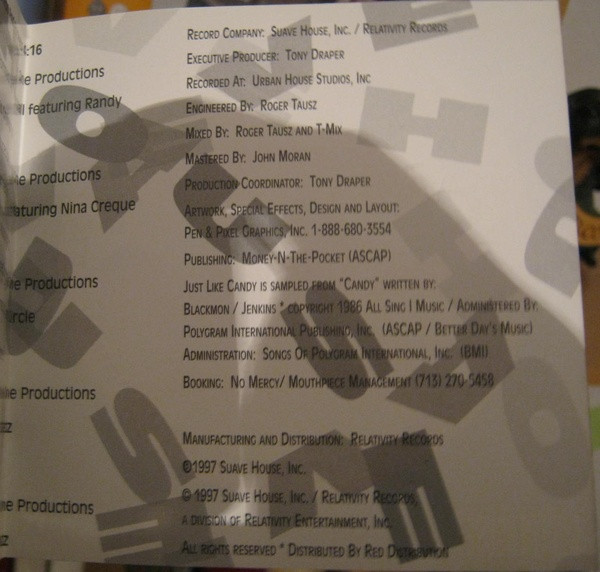 :16
e Productions
featuring Randy
e Productions
aturing Nina Creque
e Productions
ircle
e Productions
ez
ne Productions
z
Record Company: Suave House, Inc. / Relativity Records
Executive Producer: Tony Draper
Recorded At: Urban House Studios, Inc
Engineered By: Roger Tausz
Mixed By: Roger Tausz and T-Mix
Mastered By: John Moran
Production Coordinator: Tony Draper
Artwork, Special Effects, Design and Layout:
Pen & Pixel Graphics, Inc. 1-888-680-3554
Publishing: Money-N-The-Pocket (ASCAP)
Just Like Candy is sampled from "Candy" written by:
Blackmon / Jenkins * copyright 1986 All Sing I Music / Administered By:
Polygram International Publishing, Inc. (ASCAP / Better Day's Music)
Administration: Songs Of Polygram International, Inc. (BMI)
Booking: No Mercy/ Mouthpiece Management (713) 270-5458
Manufacturing and Distribution: Relativity Records
©1997 Suave House, Inc.
℗ 1997 Suave House, Inc. / Relativity Records,
a division of Relativity Entertainment, Inc.
All rights reserved * Distributed By Red Distribution